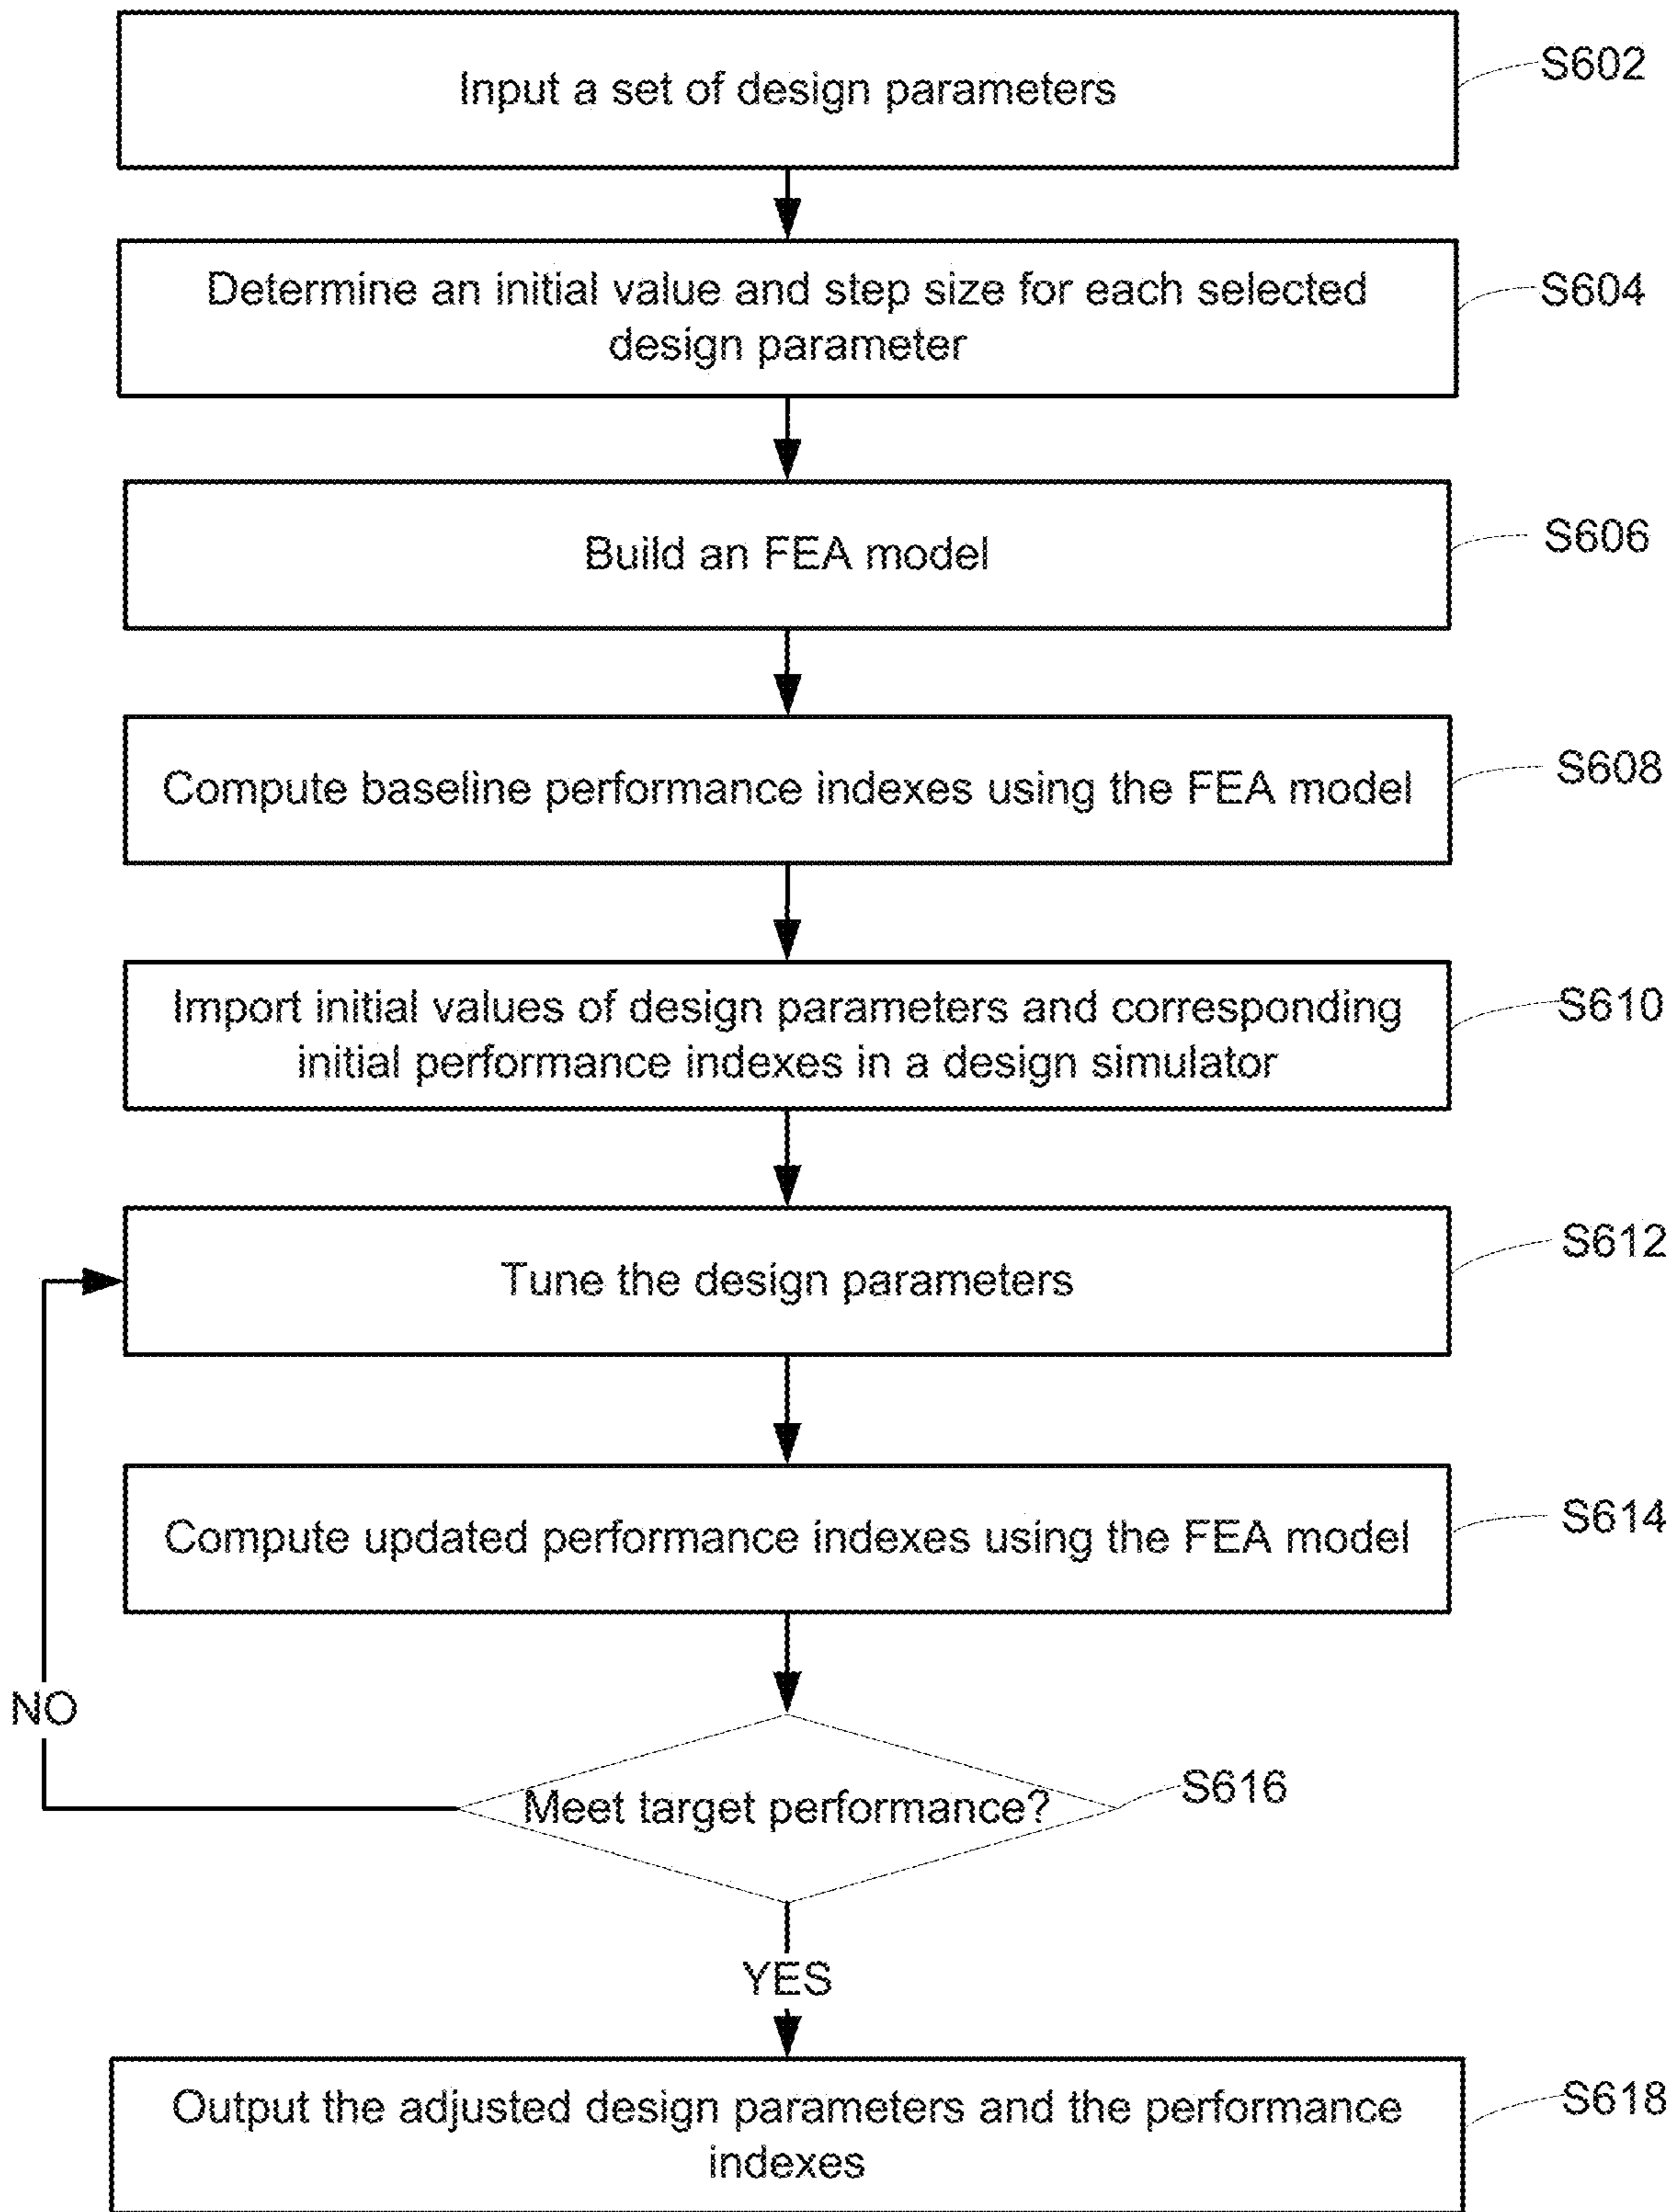 Input a set of design parameters
S602
Determine an initial value and step size for each selected
design parameter
S604
Build an FEA model
S606
Compute baseline performance indexes using the FEA model
S608
Import initial values of design parameters and corresponding
initial performance indexes in a design simulator
S610
Tune the design parameters
S612
Compute updated performance indexes using the FEA model
S614
NO
Meet target performance?
S616
YES
Output the adjusted design parameters and the performance
indexes
S618